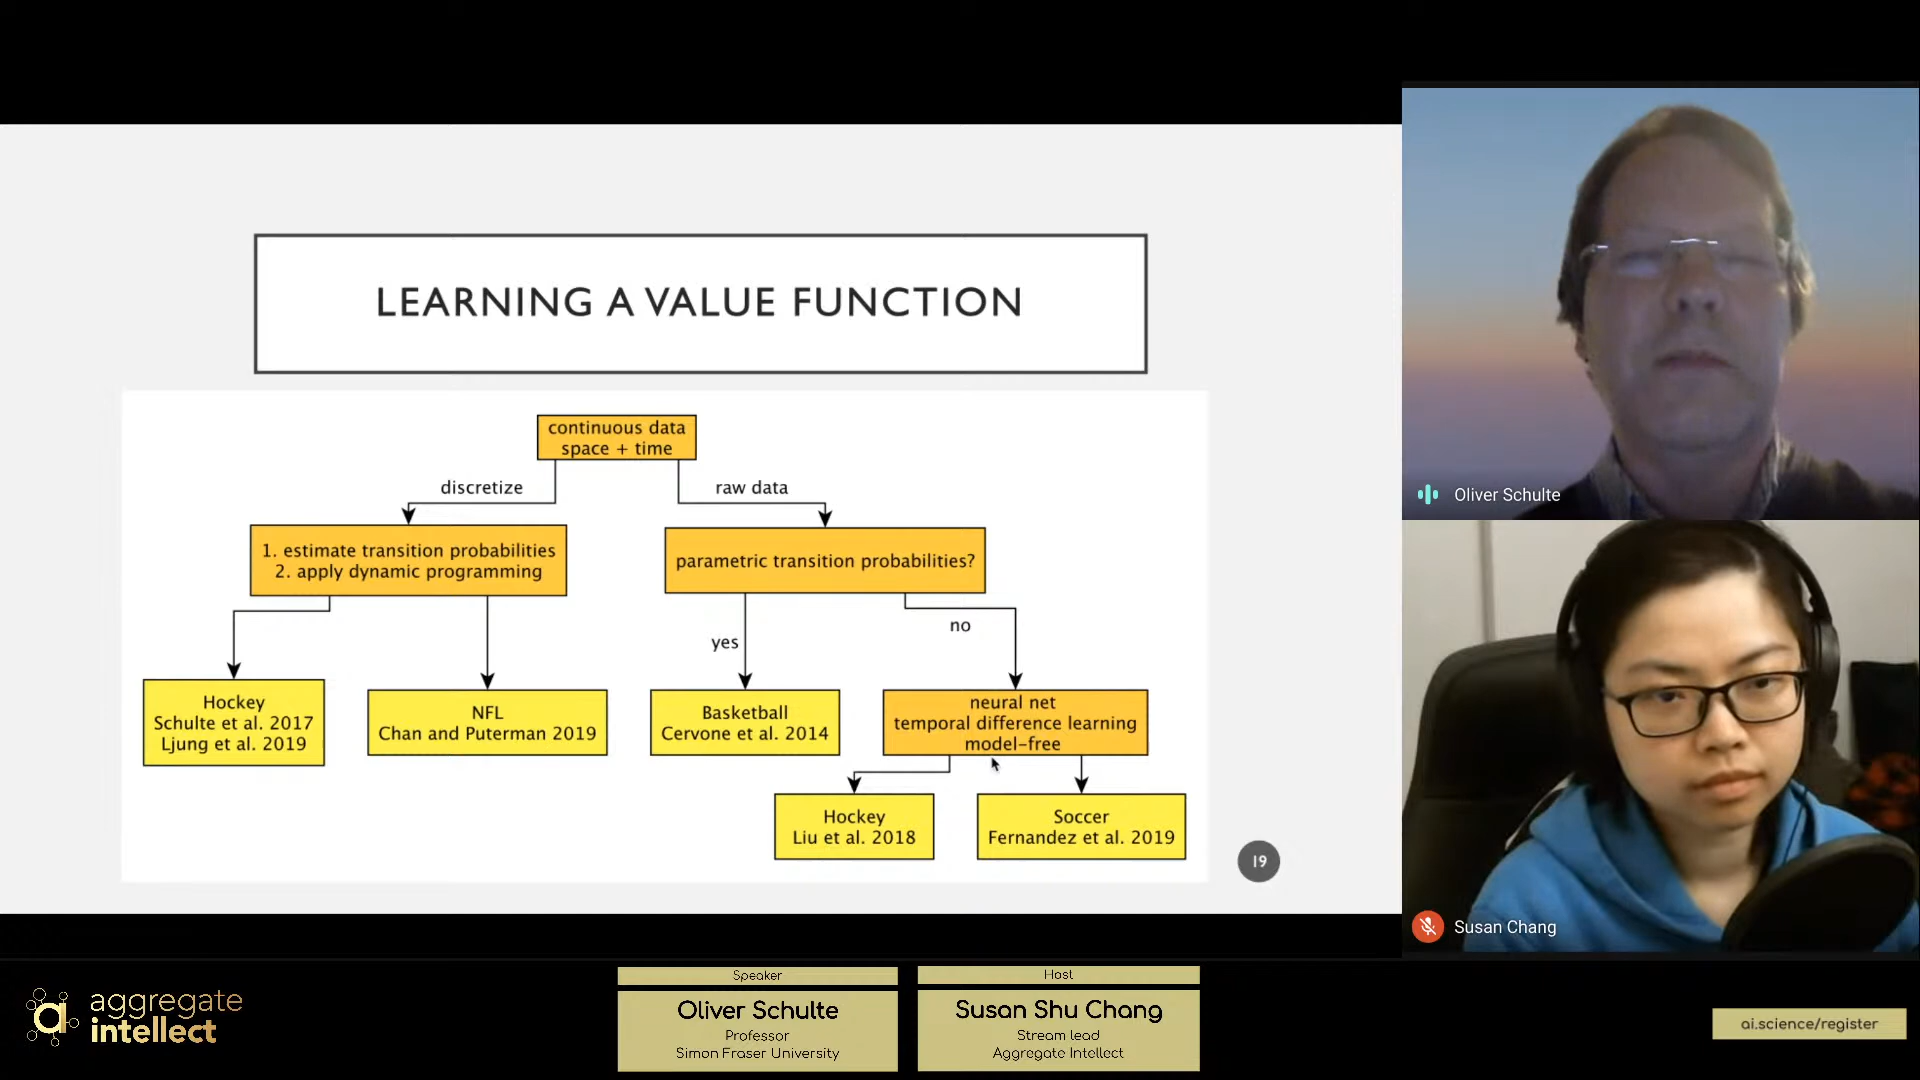 LEARNING A VALUE FUNCTION
continuous data
space + time
discretize
raw data
1. estimate transition probabilities
2. apply dynamic programming
parametric transition probabilities?
yes
no
Hockey
Schulte et al. 2017
Ljung et al. 2019
NFL
Chan and Puterman 2019
Basketball
Cervone et al. 2014
neural net
temporal difference learning
model-free
Hockey
Liu et al. 2018
Soccer
Fernandez et al. 2019
19
Oliver Schulte
Susan Chang
aggregate
intellect
Speaker
Oliver Schulte
Professor
Simon Fraser University
Host
Susan Shu Chang
Stream lead
Aggregate Intellect
ai.science/register